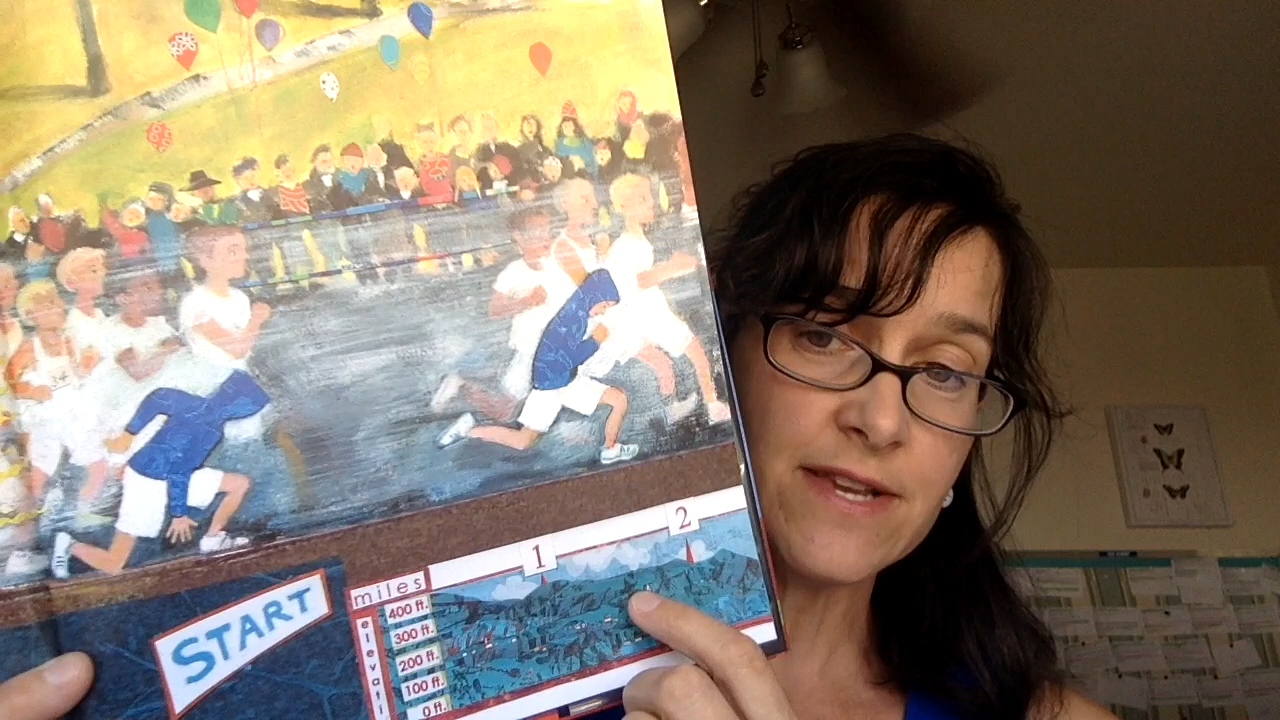 START
miles
1
2
elevati
400 ft.
300 ft.
200 ft.
100 ft.
0 ft.